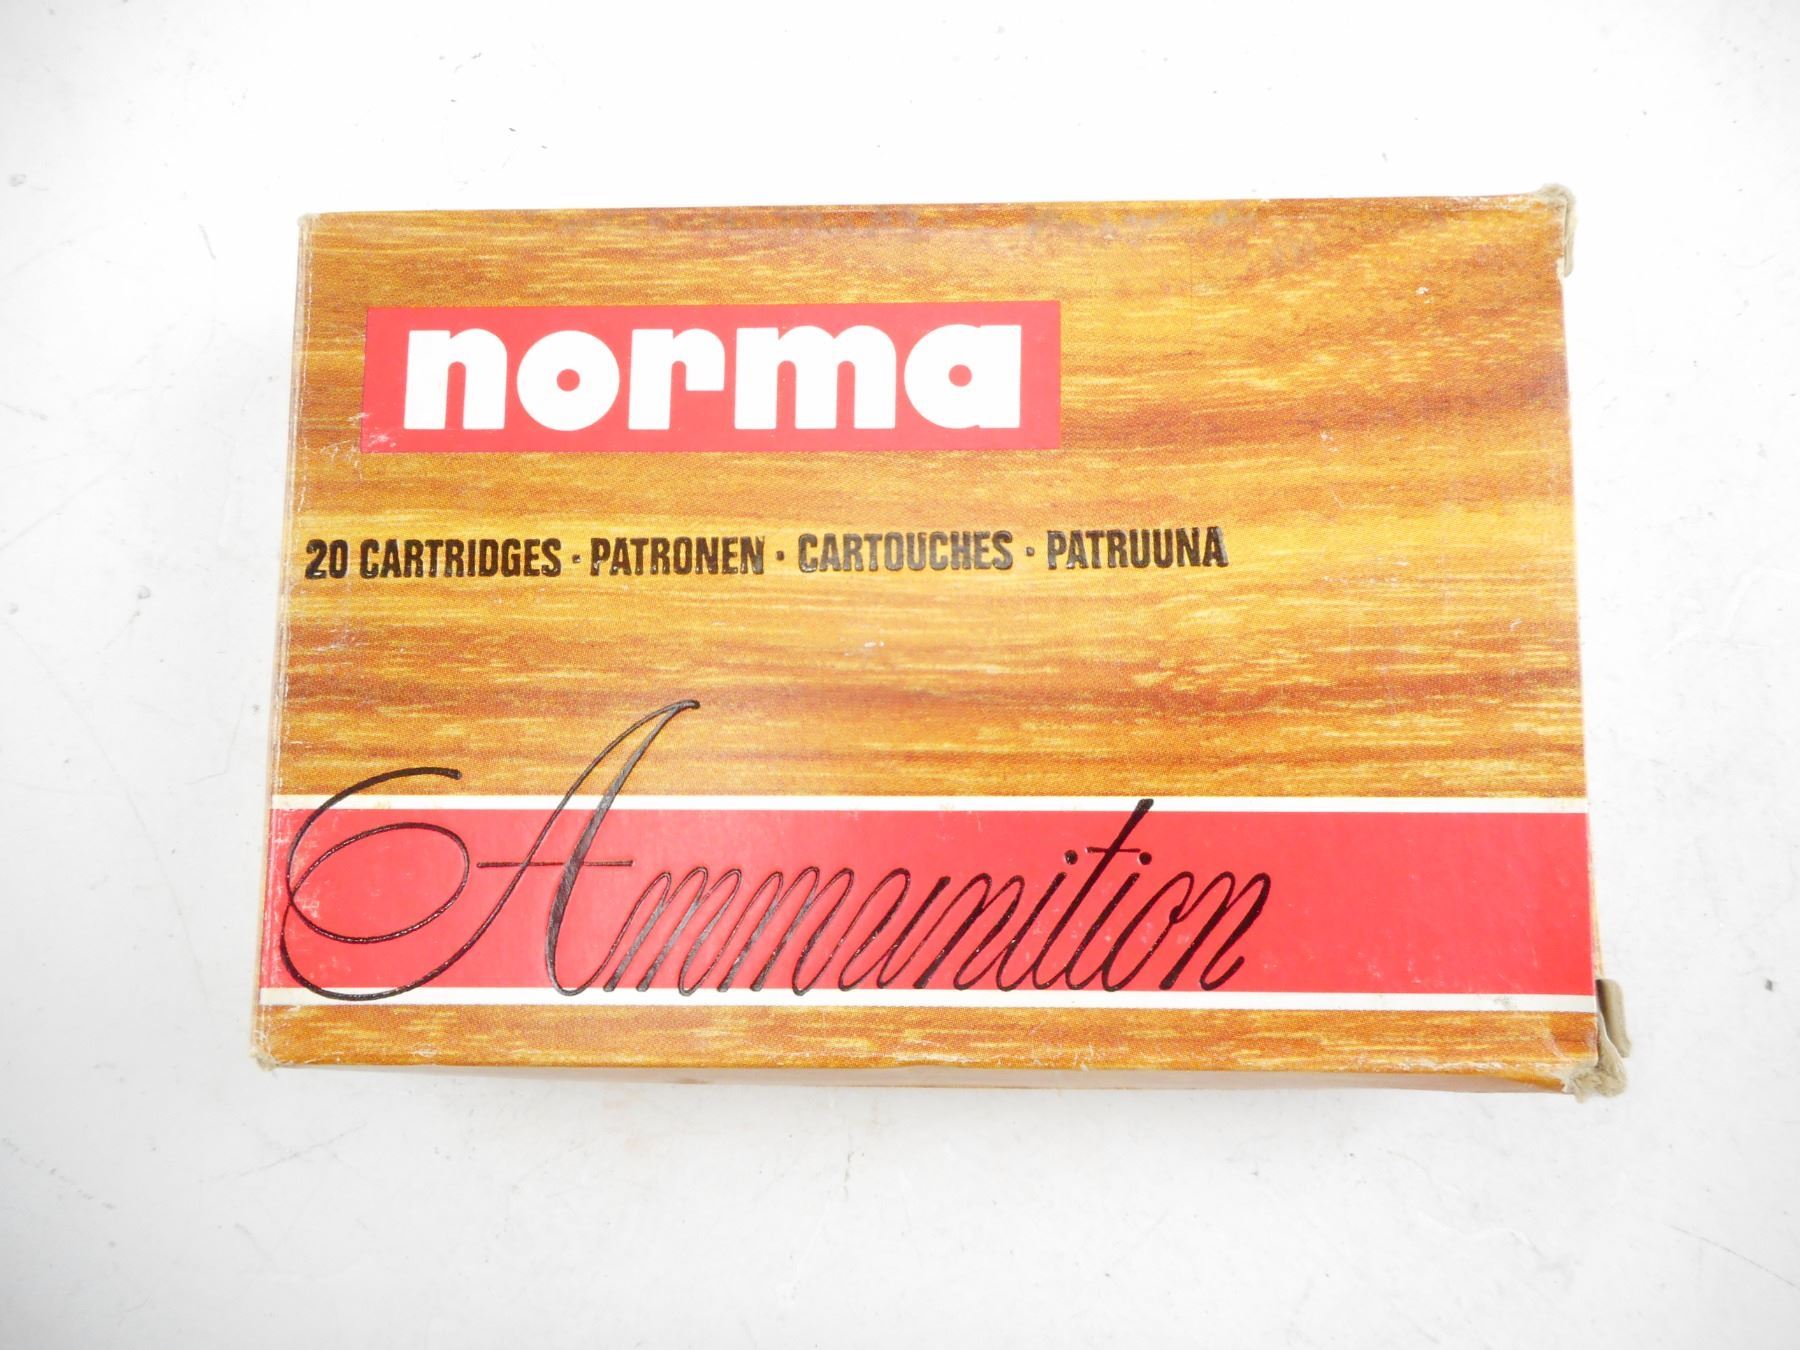 norma
20 CARTRIDGES · PATRONEN · CARTOUCHES · PATRUUNA
Ammunition